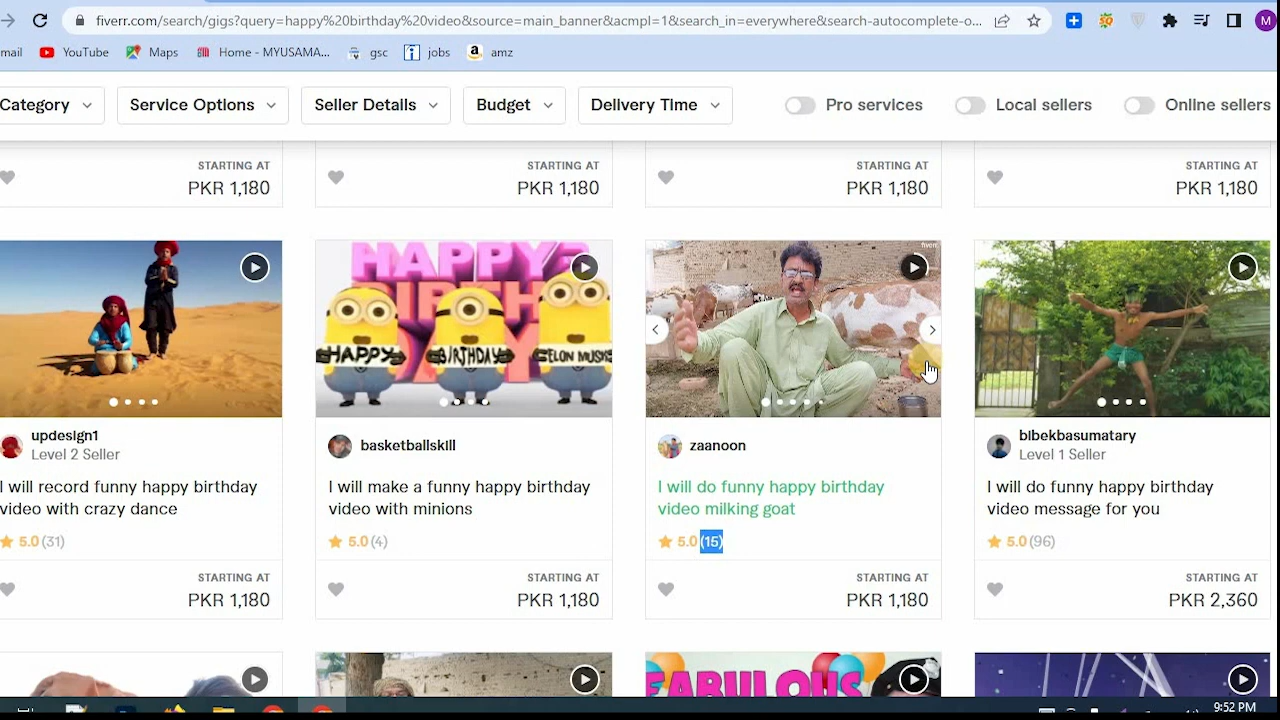 fiverr.com/search/gigs?query=happy%20birthday%20video&source=main_banner&acmpl=1&search_in=everywhere&search-autocomplete-o...
M
mail YouTube Maps Home - MYUSAMA... gsc jobs amz
Category Service Options Seller Details Budget Delivery Time Pro services Local sellers Online sellers
STARTING AT STARTING AT STARTING AT STARTING AT
PKR 1,180 PKR 1,180 PKR 1,180 PKR 1,180
HAPPY
BIRTH
DAY
HAPPY BIRTHDAY ELON MUSK
fiverr
updesign1
Level 2 Seller
I will record funny happy birthday
video with crazy dance
5.0 (31)
STARTING AT
PKR 1,180
basketballskill
I will make a funny happy birthday
video with minions
5.0 (4)
STARTING AT
PKR 1,180
zaanoon
I will do funny happy birthday
video milking goat
5.0 (15)
STARTING AT
PKR 1,180
bibekbasumatary
Level 1 Seller
I will do funny happy birthday
video message for you
5.0 (96)
STARTING AT
PKR 2,360
FABULOUS
9:52 PM